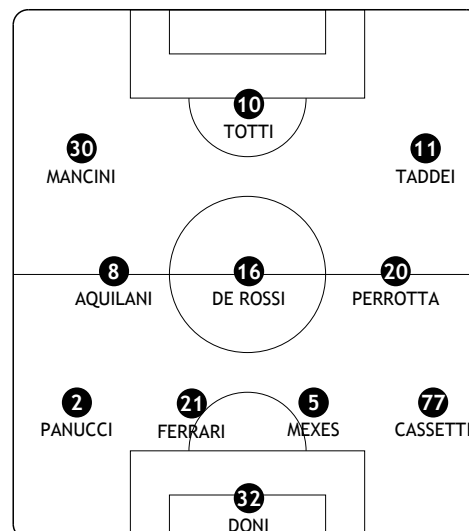 10
TOTTI
30
MANCINI
11
TADDEI
8
AQUILANI
16
DE ROSSI
20
PERROTTA
2
PANUCCI
21
FERRARI
5
MEXES
77
CASSETTI
32
DONI